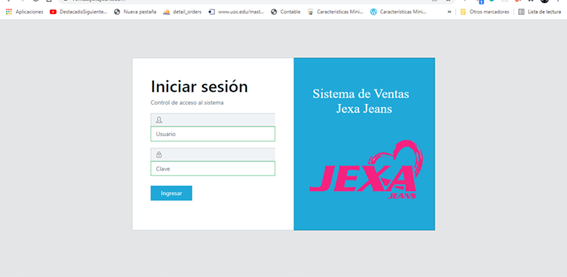 Aplicaciones
DestacadoSiguiente...
Nueva pestaña
detail_orders
www.uoc.edu/mast...
Contable
Características Mini...
Características Mini...
»
Otros marcadores
Lista de lectura
Iniciar sesión
Control de acceso al sistema
Usuario
Clave
Ingresar
Sistema de Ventas
Jexa Jeans
JEXA
JEANS